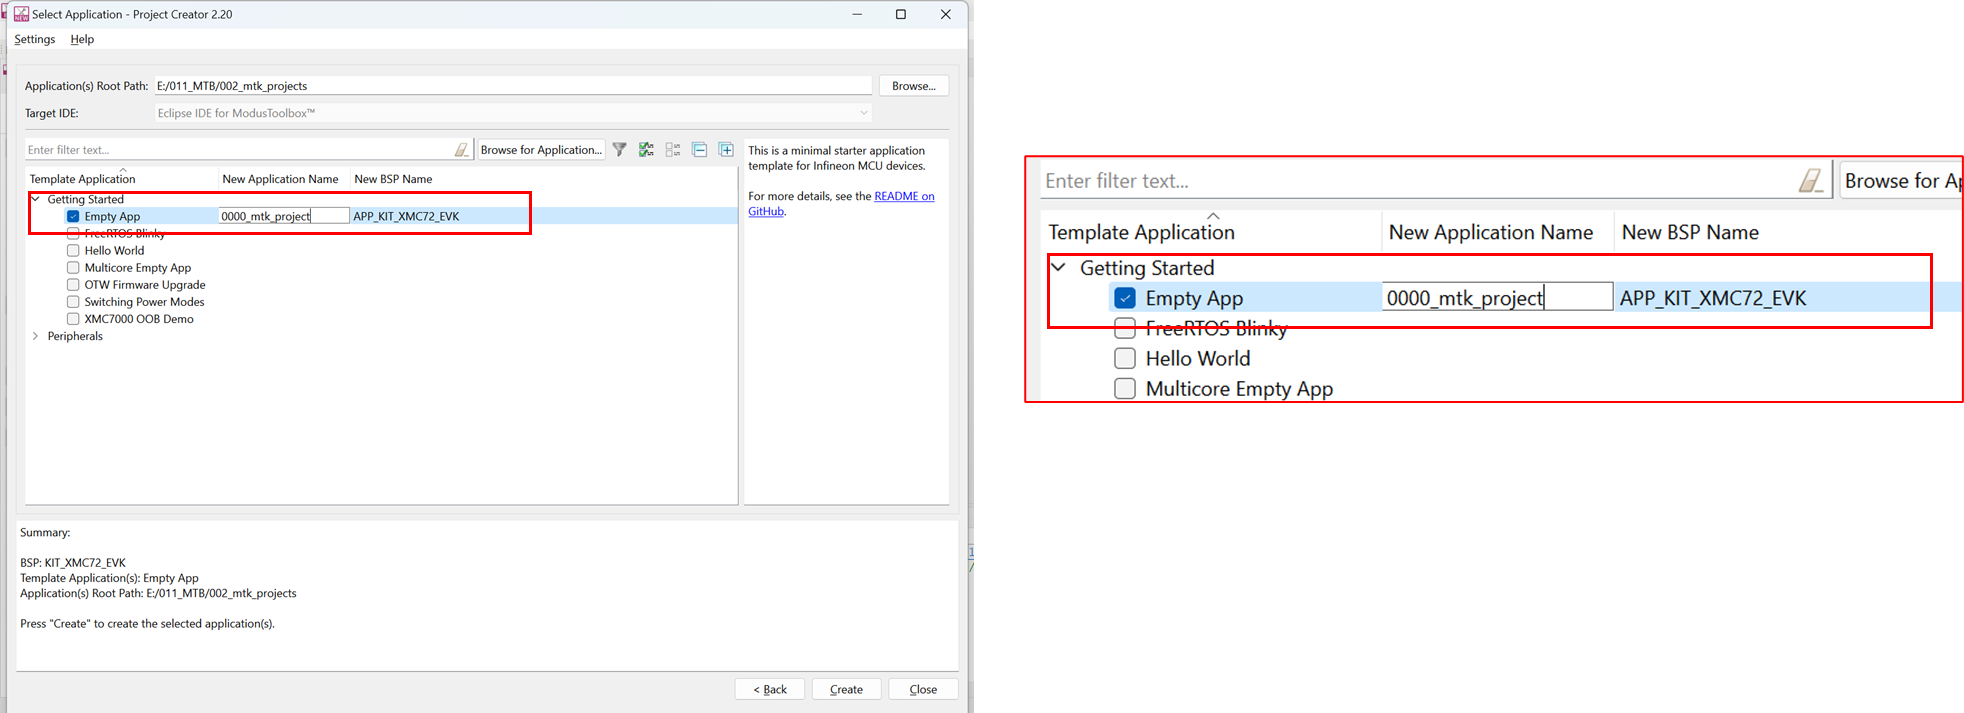 Select Application - Project Creator 2.20
Settings Help
Application(s) Root Path: E:/011_MTB/002_mtk_projects Browse...
Target IDE: Eclipse IDE for ModusToolbox™
Enter filter text... Browse for Application...
Template Application New Application Name New BSP Name
Getting Started
Empty App 0000_mtk_project APP_KIT_XMC72_EVK
FreeRTOS Blinky
Hello World
Multicore Empty App
OTW Firmware Upgrade
Switching Power Modes
XMC7000 OOB Demo
Peripherals
This is a minimal starter application
template for Infineon MCU devices.
For more details, see the README on
GitHub.
Summary:
BSP: KIT_XMC72_EVK
Template Application(s): Empty App
Application(s) Root Path: E:/011_MTB/002_mtk_projects
Press "Create" to create the selected application(s).
< Back Create Close
Enter filter text... Browse for Ap
Template Application New Application Name New BSP Name
Getting Started
Empty App 0000_mtk_project APP_KIT_XMC72_EVK
FreeRTOS Blinky
Hello World
Multicore Empty App